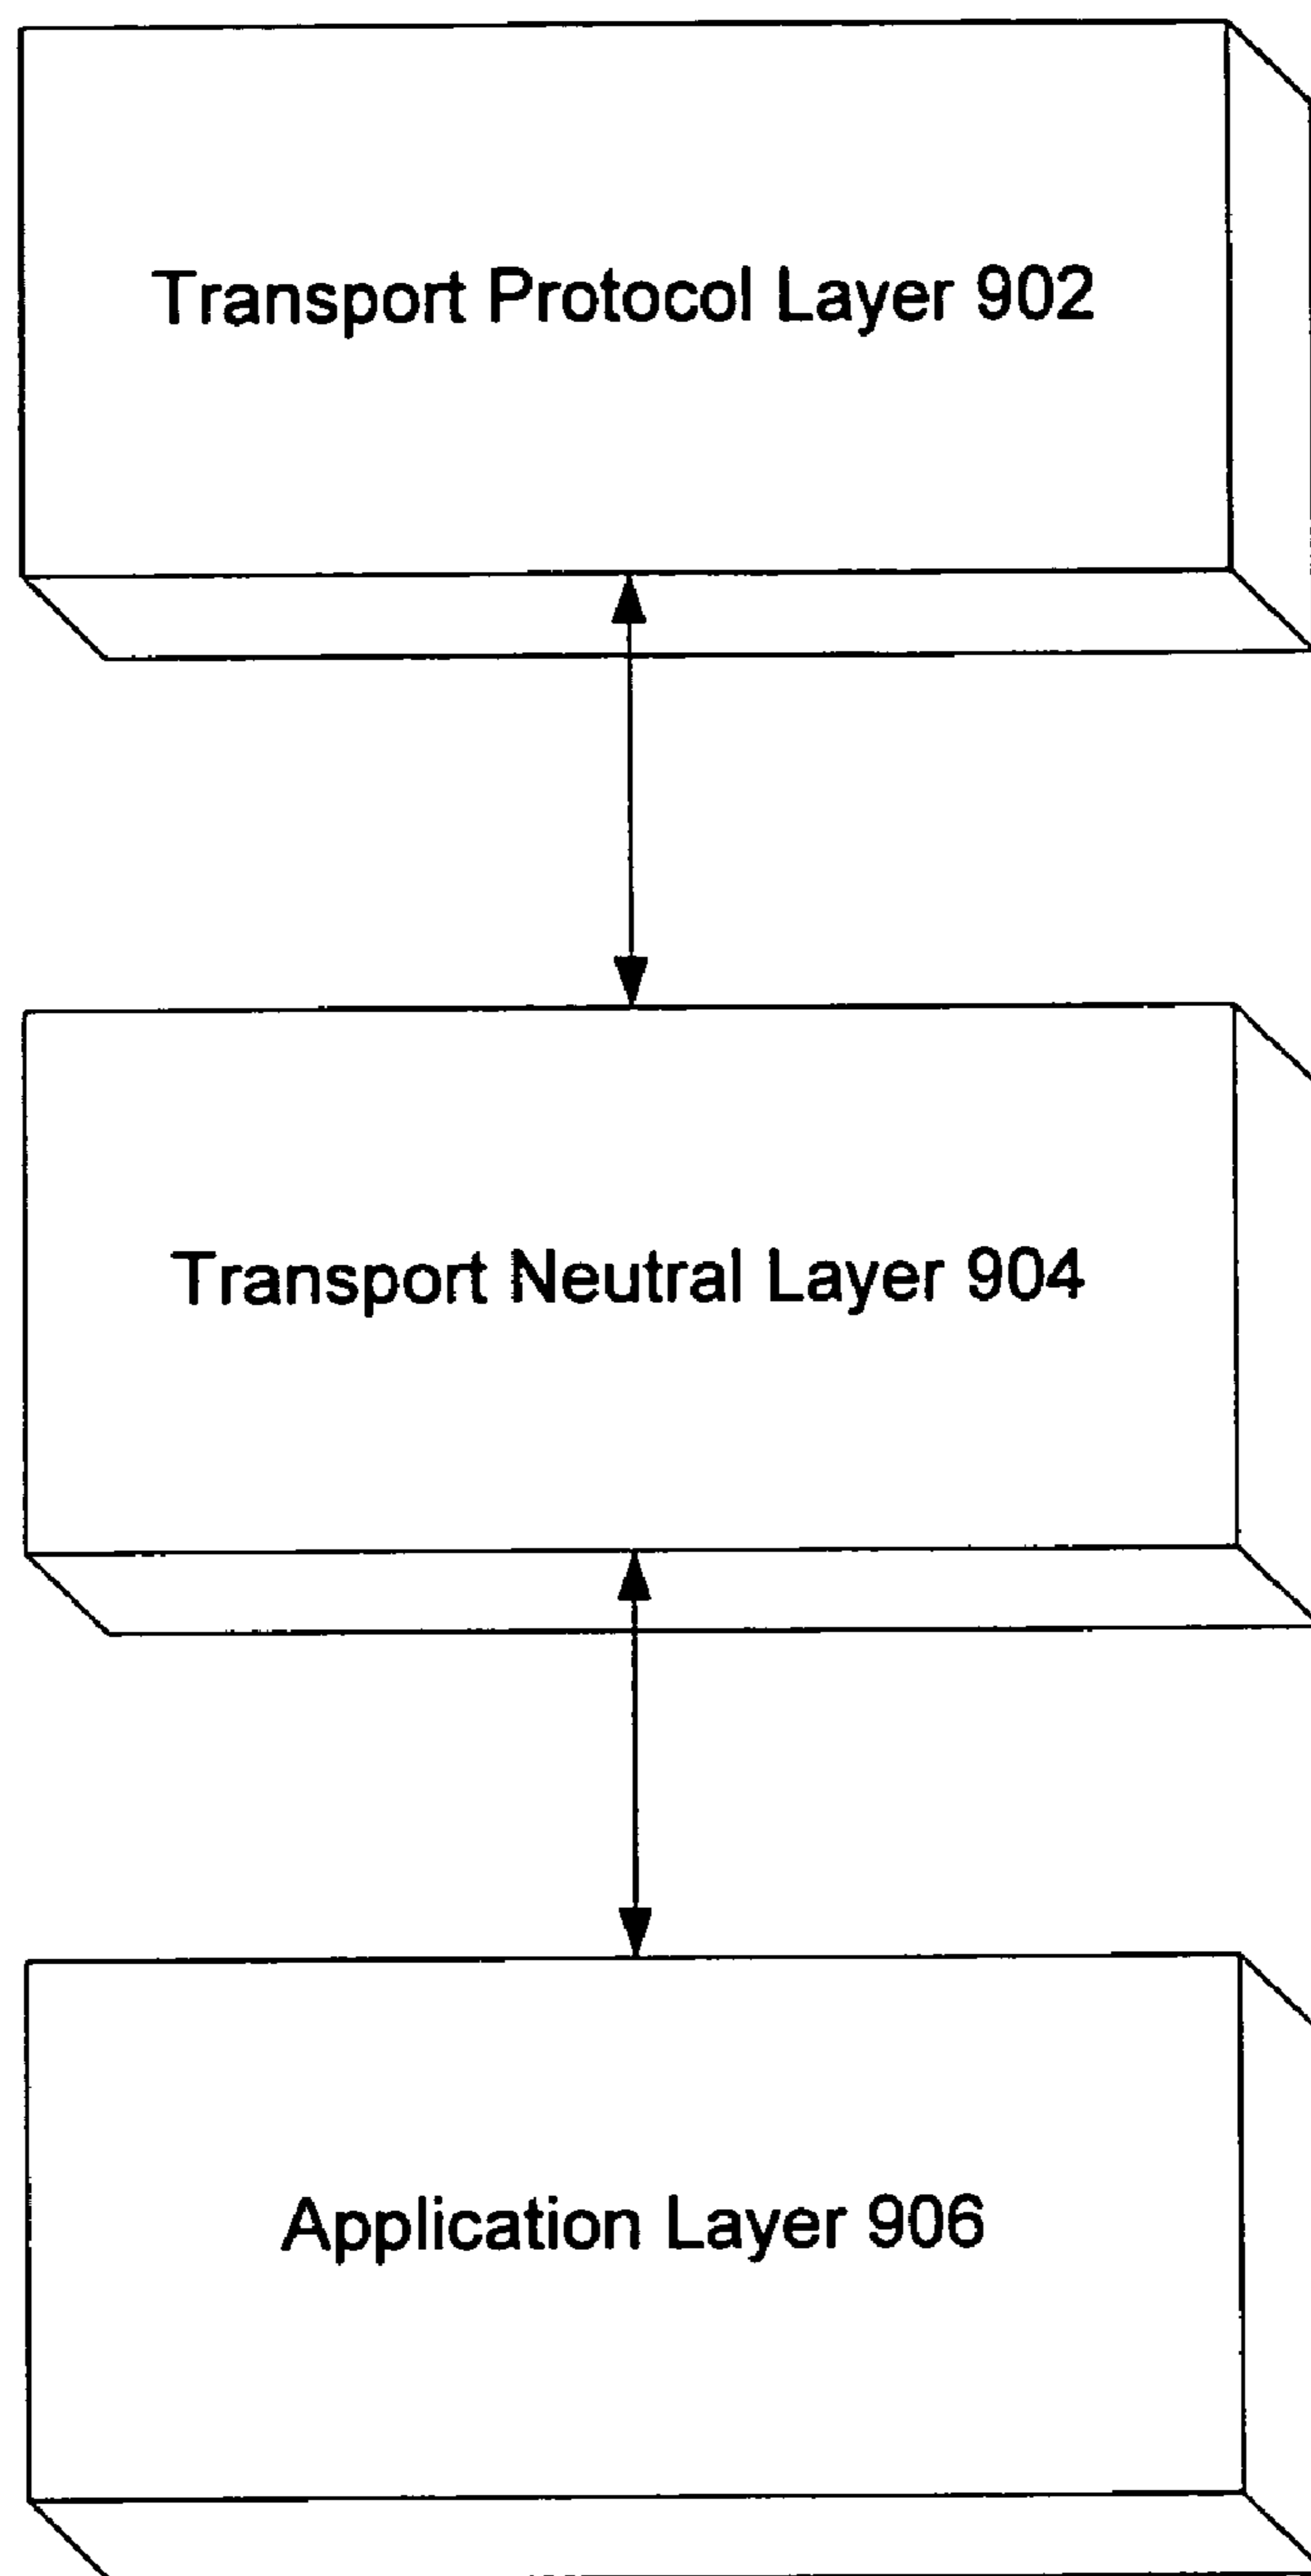 Transport Protocol Layer 902
Transport Neutral Layer 904
Application Layer 906